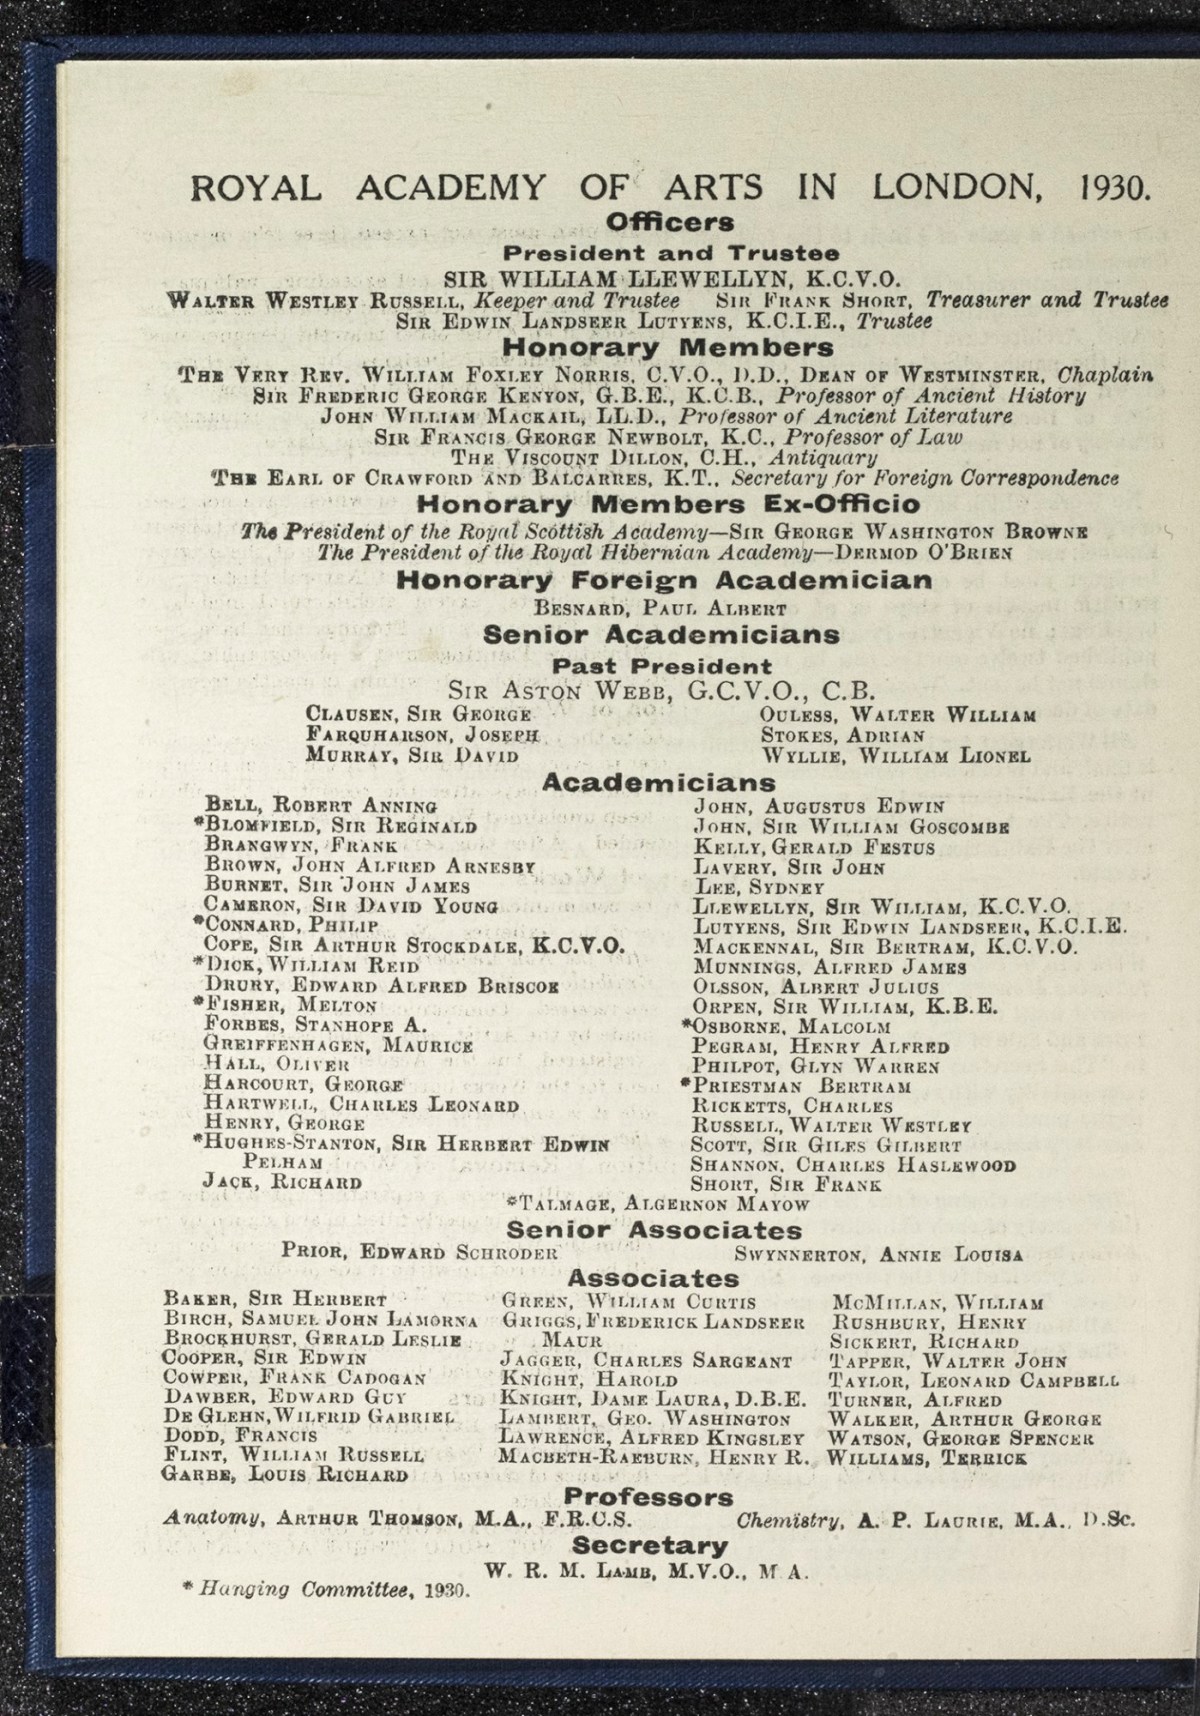 ROYAL ACADEMY OF ARTS IN LONDON, 1930.
Officers
President and Trustee
SIR WILLIAM LLEWELLYN, K.C.V.O.
WALTER WESTLEY RUSSELL, Keeper and Trustee SIR FRANK SHORT, Treasurer and Trustee
SIR EDWIN LANDSEER LUTYENS, K.C.I.E., Trustee
Honorary Members
THE VERY REV. WILLIAM FOXLEY NORRIS, C.V.O., D.D., DEAN OF WESTMINSTER, Chaplain
SIR FREDERIC GEORGE KENYON, G.B.E., K.C.B., Professor of Ancient History
JOHN WILLIAM MACKAIL, LL.D., Professor of Ancient Literature
SIR FRANCIS GEORGE NEWBOLT, K.C., Professor of Law
THE VISCOUNT DILLON, C.H., Antiquary
THE EARL OF CRAWFORD AND BALCARRES, K.T., Secretary for Foreign Correspondence
Honorary Members Ex-Officio
The President of the Royal Scottish Academy—SIR GEORGE WASHINGTON BROWNE
The President of the Royal Hibernian Academy—DERMOD O'BRIEN
Honorary Foreign Academician
BESNARD, PAUL ALBERT
Senior Academicians
Past President
SIR ASTON WEBB, G.C.V.O., C.B.
CLAUSEN, SIR GEORGE
FARQUHARSON, JOSEPH
MURRAY, SIR DAVID
OULESS, WALTER WILLIAM
STOKES, ADRIAN
WYLLIE, WILLIAM LIONEL
Academicians
BELL, ROBERT ANNING
*BLOMFIELD, SIR REGINALD
BRANGWYN, FRANK
BROWN, JOHN ALFRED ARNESBY
BURNET, SIR JOHN JAMES
CAMERON, SIR DAVID YOUNG
*CONNARD, PHILIP
COPE, SIR ARTHUR STOCKDALE, K.C.V.O.
*DICK, WILLIAM REID
DRURY, EDWARD ALFRED BRISCOE
*FISHER, MELTON
FORBES, STANHOPE A.
GREIFFENHAGEN, MAURICE
HALL, OLIVER
HARCOURT, GEORGE
HARTWELL, CHARLES LEONARD
HENRY, GEORGE
*HUGHES-STANTON, SIR HERBERT EDWIN
PELHAM
JACK, RICHARD
JOHN, AUGUSTUS EDWIN
JOHN, SIR WILLIAM GOSCOMBE
KELLY, GERALD FESTUS
LAVERY, SIR JOHN
LEE, SYDNEY
LLEWELLYN, SIR WILLIAM, K.C.V.O.
LUTYENS, SIR EDWIN LANDSEER, K.C.I.E.
MACKENNAL, SIR BERTRAM, K.C.V.O.
MUNNINGS, ALFRED JAMES
OLSSON, ALBERT JULIUS
ORPEN, SIR WILLIAM, K.B.E.
*OSBORNE, MALCOLM
PEGRAM, HENRY ALFRED
PHILPOT, GLYN WARREN
*PRIESTMAN BERTRAM
RICKETTS, CHARLES
RUSSELL, WALTER WESTLEY
SCOTT, SIR GILES GILBERT
SHANNON, CHARLES HASLEWOOD
SHORT, SIR FRANK
*TALMAGE, ALGERNON MAYOW
Senior Associates
PRIOR, EDWARD SCHRODER SWYNNERTON, ANNIE LOUISA
Associates
BAKER, SIR HERBERT
BIRCH, SAMUEL JOHN LAMORNA
BROCKHURST, GERALD LESLIE
COOPER, SIR EDWIN
COWPER, FRANK CADOGAN
DAWBER, EDWARD GUY
DE GLEHN, WILFRID GABRIEL
DODD, FRANCIS
FLINT, WILLIAM RUSSELL
GARBE, LOUIS RICHARD
GREEN, WILLIAM CURTIS
GRIGGS, FREDERICK LANDSEER
MAUR
JAGGER, CHARLES SARGEANT
KNIGHT, HAROLD
KNIGHT, DAME LAURA, D.B.E.
LAMBERT, GEO. WASHINGTON
LAWRENCE, ALFRED KINGSLEY
MACBETH-RAEBURN, HENRY R.
MCMILLAN, WILLIAM
RUSHBURY, HENRY
SICKERT, RICHARD
TAPPER, WALTER JOHN
TAYLOR, LEONARD CAMPBELL
TURNER, ALFRED
WALKER, ARTHUR GEORGE
WATSON, GEORGE SPENCER
WILLIAMS, TERRICK
Professors
Anatomy, ARTHUR THOMSON, M.A., F.R.C.S. Chemistry, A. P. LAURIE, M.A., D.Sc.
Secretary
W. R. M. LAMB, M.V.O., M A.
* Hanging Committee, 1930.